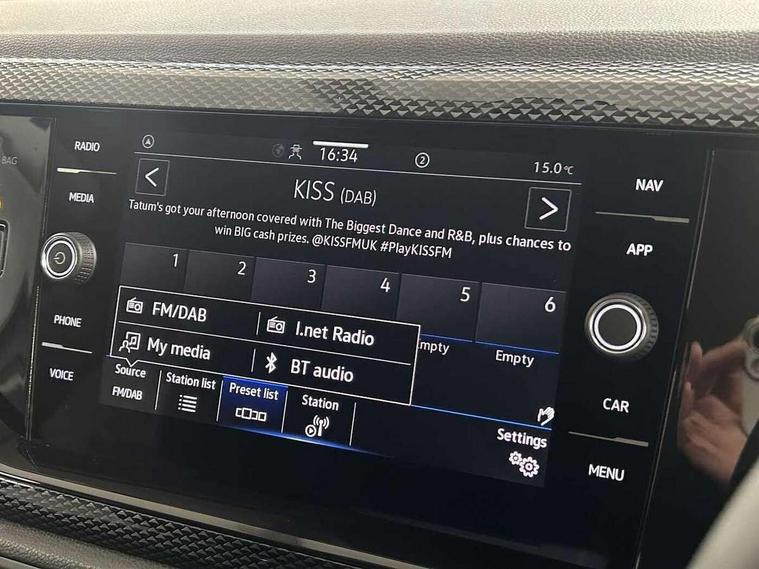 BAG
RADIO
MEDIA
PHONE
VOICE
16:34
2
15.0°C
KISS (DAB)
Tatum's got your afternoon covered with The Biggest Dance and R&B, plus chances to
win BIG cash prizes. @KISSFMUK #PlayKISSFM
1 2 3 4 5 6
mpty
Empty
FM/DAB
I.net Radio
My media
BT audio
Source
FM/DAB
Station list
Preset list
Station
Settings
NAV
APP
CAR
MENU